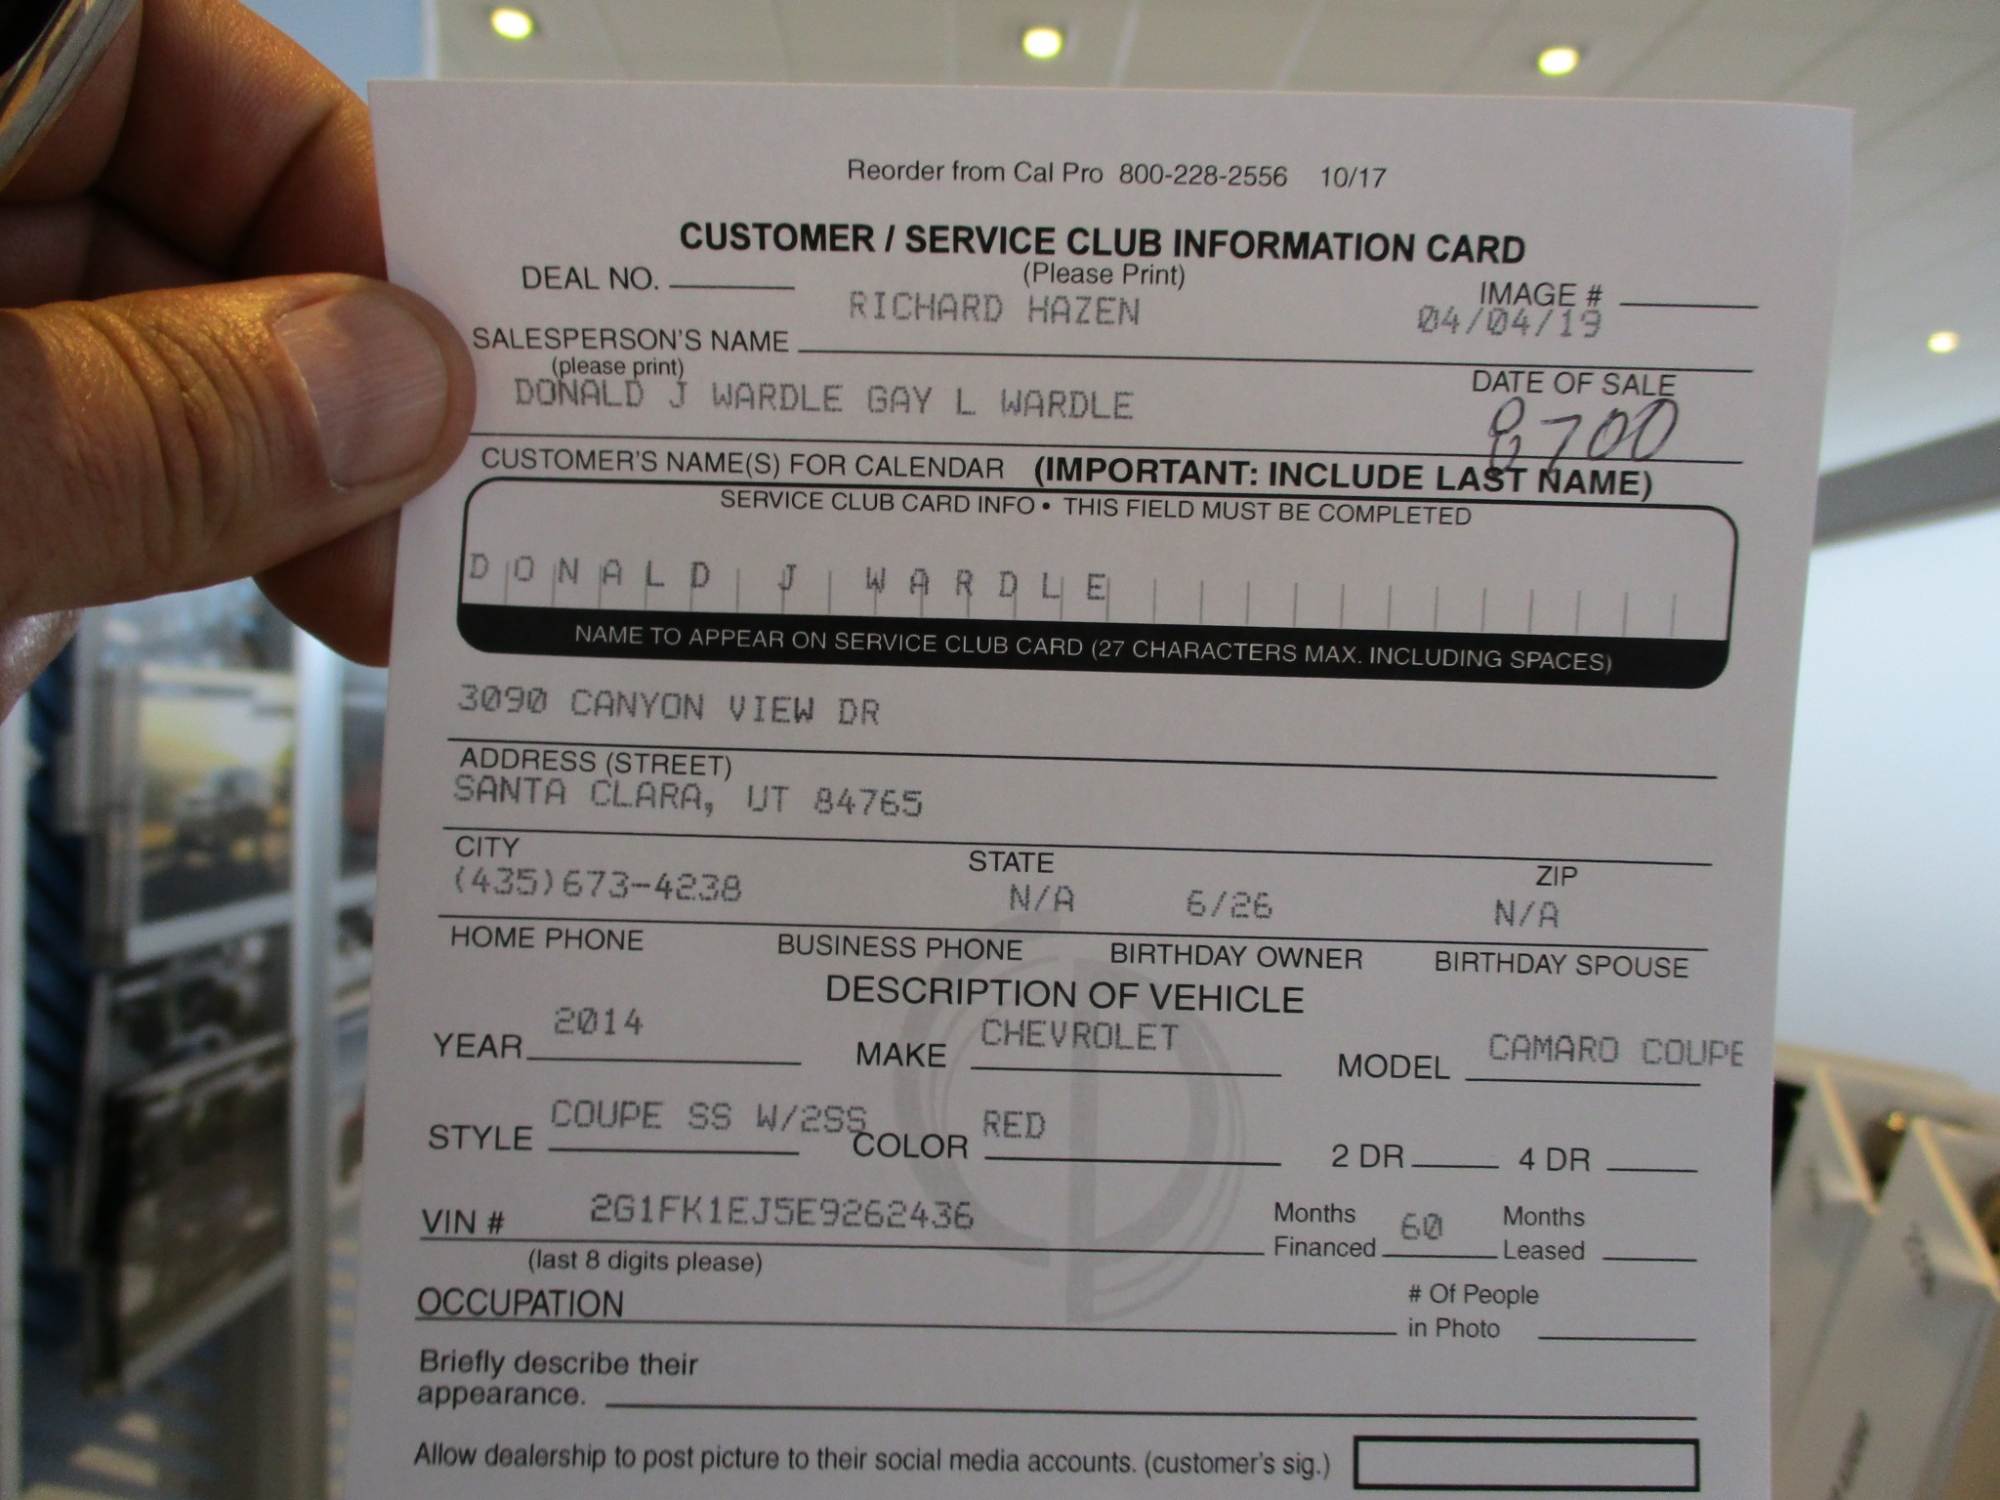 Reorder from Cal Pro 800-228-2556 10/17
CUSTOMER / SERVICE CLUB INFORMATION CARD
(Please Print)
DEAL NO. IMAGE #
RICHARD HAZEN 04/04/19
SALESPERSON'S NAME
(please print) DATE OF SALE
DONALD J WARDLE GAY L WARDLE 8700
CUSTOMER'S NAME(S) FOR CALENDAR (IMPORTANT: INCLUDE LAST NAME)
SERVICE CLUB CARD INFO • THIS FIELD MUST BE COMPLETED
DONALD J WARDLE
NAME TO APPEAR ON SERVICE CLUB CARD (27 CHARACTERS MAX. INCLUDING SPACES)
3090 CANYON VIEW DR
ADDRESS (STREET)
SANTA CLARA, UT 84765
CITY STATE ZIP
(435)673-4238 N/A 6/26 N/A
HOME PHONE BUSINESS PHONE BIRTHDAY OWNER BIRTHDAY SPOUSE
DESCRIPTION OF VEHICLE
YEAR 2014 MAKE CHEVROLET MODEL CAMARO COUPE
STYLE COUPE SS W/2SS COLOR RED 2 DR 4 DR
VIN # 2G1FK1EJ5E9262436 Months Financed 60 Months Leased
(last 8 digits please)
OCCUPATION # Of People in Photo
Briefly describe their
appearance.
Allow dealership to post picture to their social media accounts. (customer's sig.)